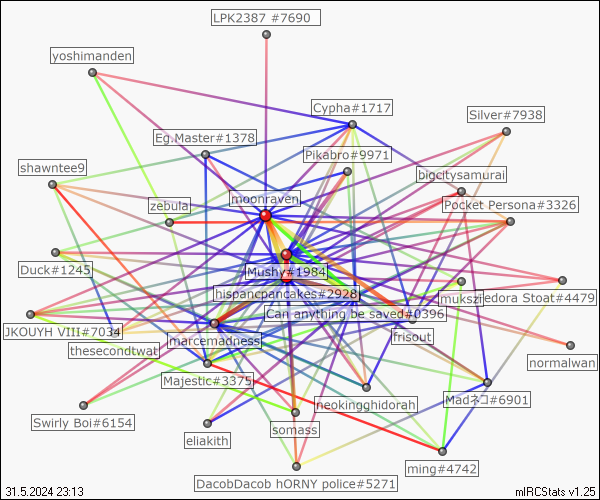 LPK2387 #7690
yoshimanden
Cypha#1717
Silver#7938
Eg.Master#1378
Pikabro#9971
shawntee9
bigcitysamurai
moonraven
zebula
Pocket Persona#3326
Duck#1245
Mushy#1984
hispancpancakes#2928
mukszi
edora Stoat#4479
Can anything be saved#0396
JKOUYH VIII#7034
thesecondtwat
marcemadness
frisout
normalwan
Majestic#3375
neokingghidorah
Madネコ#6901
Swirly Boi#6154
somass
eliakith
ming#4742
DacobDacob hORNY police#5271
31.5.2024 23:13
mIRCStats v1.25